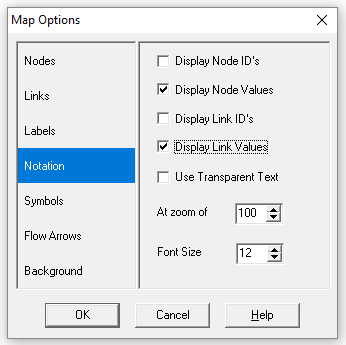 Map Options
Nodes
Links
Labels
Notation
Symbols
Flow Arrows
Background
Display Node ID's
Display Node Values
Display Link ID's
Display Link Values
Use Transparent Text
At zoom of 100
Font Size 12
OK Cancel Help